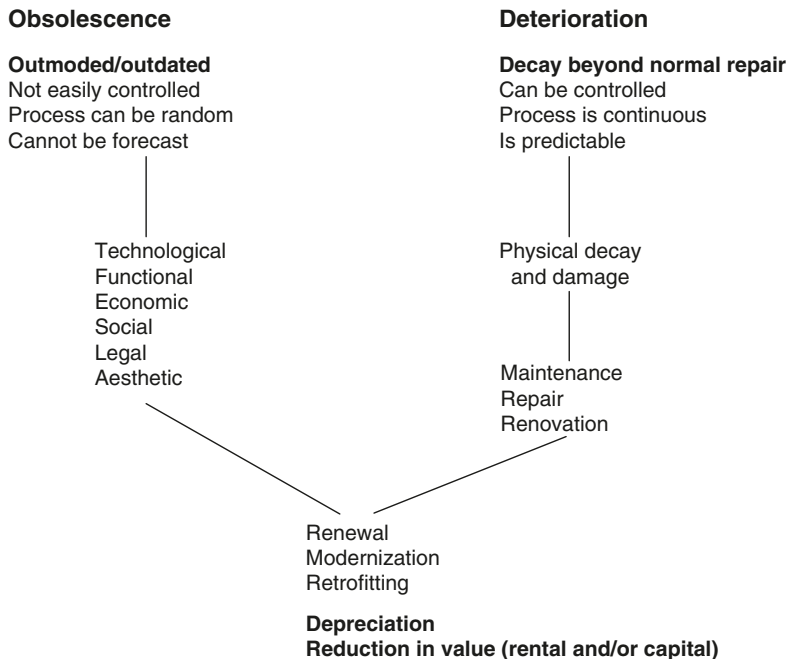 Obsolescence
Outmoded/outdated
Not easily controlled
Process can be random
Cannot be forecast
Technological
Functional
Economic
Social
Legal
Aesthetic
Deterioration
Decay beyond normal repair
Can be controlled
Process is continuous
Is predictable
Physical decay
and damage
Maintenance
Repair
Renovation
Renewal
Modernization
Retrofitting
Depreciation
Reduction in value (rental and/or capital)